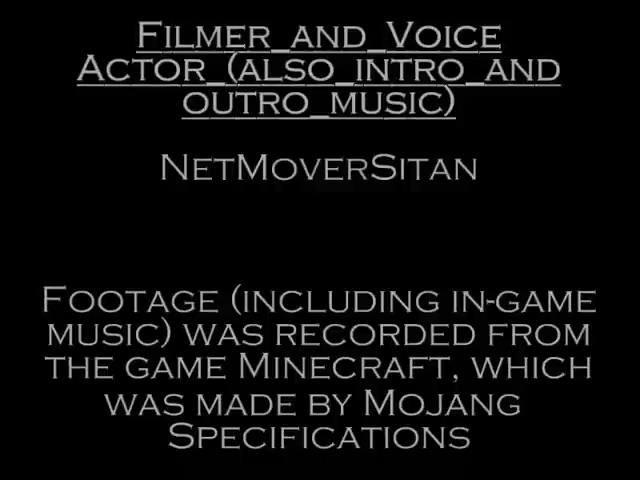 Filmer_and_Voice
Actor_(also_intro_and
outro_music)
NetMoverSitan
Footage (including in-game
music) was recorded from
the game Minecraft, which
was made by Mojang
Specifications